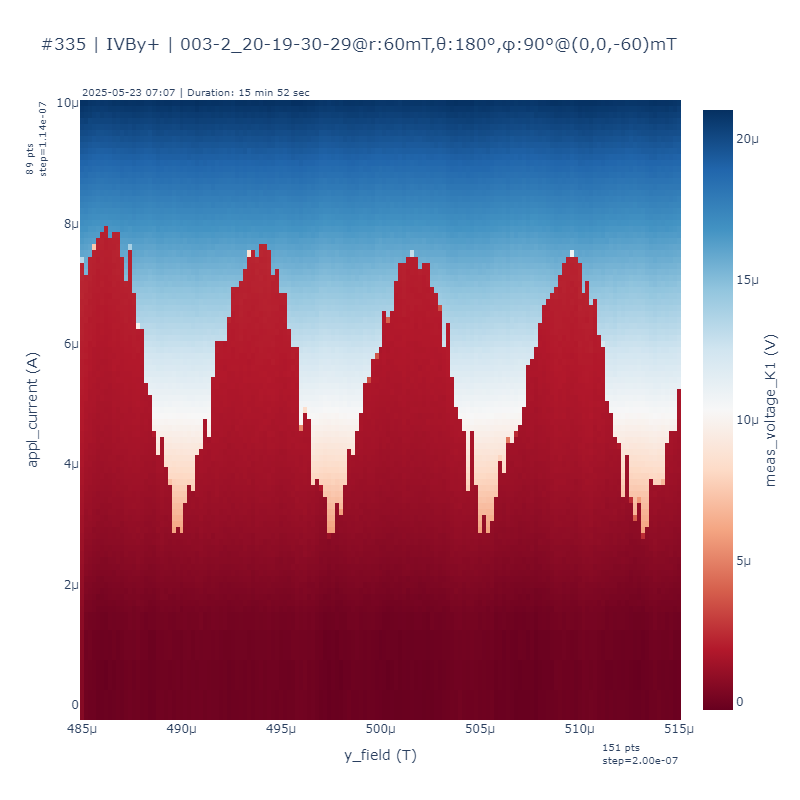 #335 | IVBy+ | 003-2_20-19-30-29@r:60mT,θ:180°,φ:90°@(0,0,-60)mT
2025-05-23 07:07 | Duration: 15 min 52 sec
89 pts
step=1.14e-07
10μ
8μ
6μ
4μ
2μ
0
appl_current (A)
485μ
490μ
495μ
500μ
505μ
510μ
515μ
y_field (T)
151 pts
step=2.00e-07
20μ
15μ
10μ
5μ
0
meas_voltage_K1 (V)